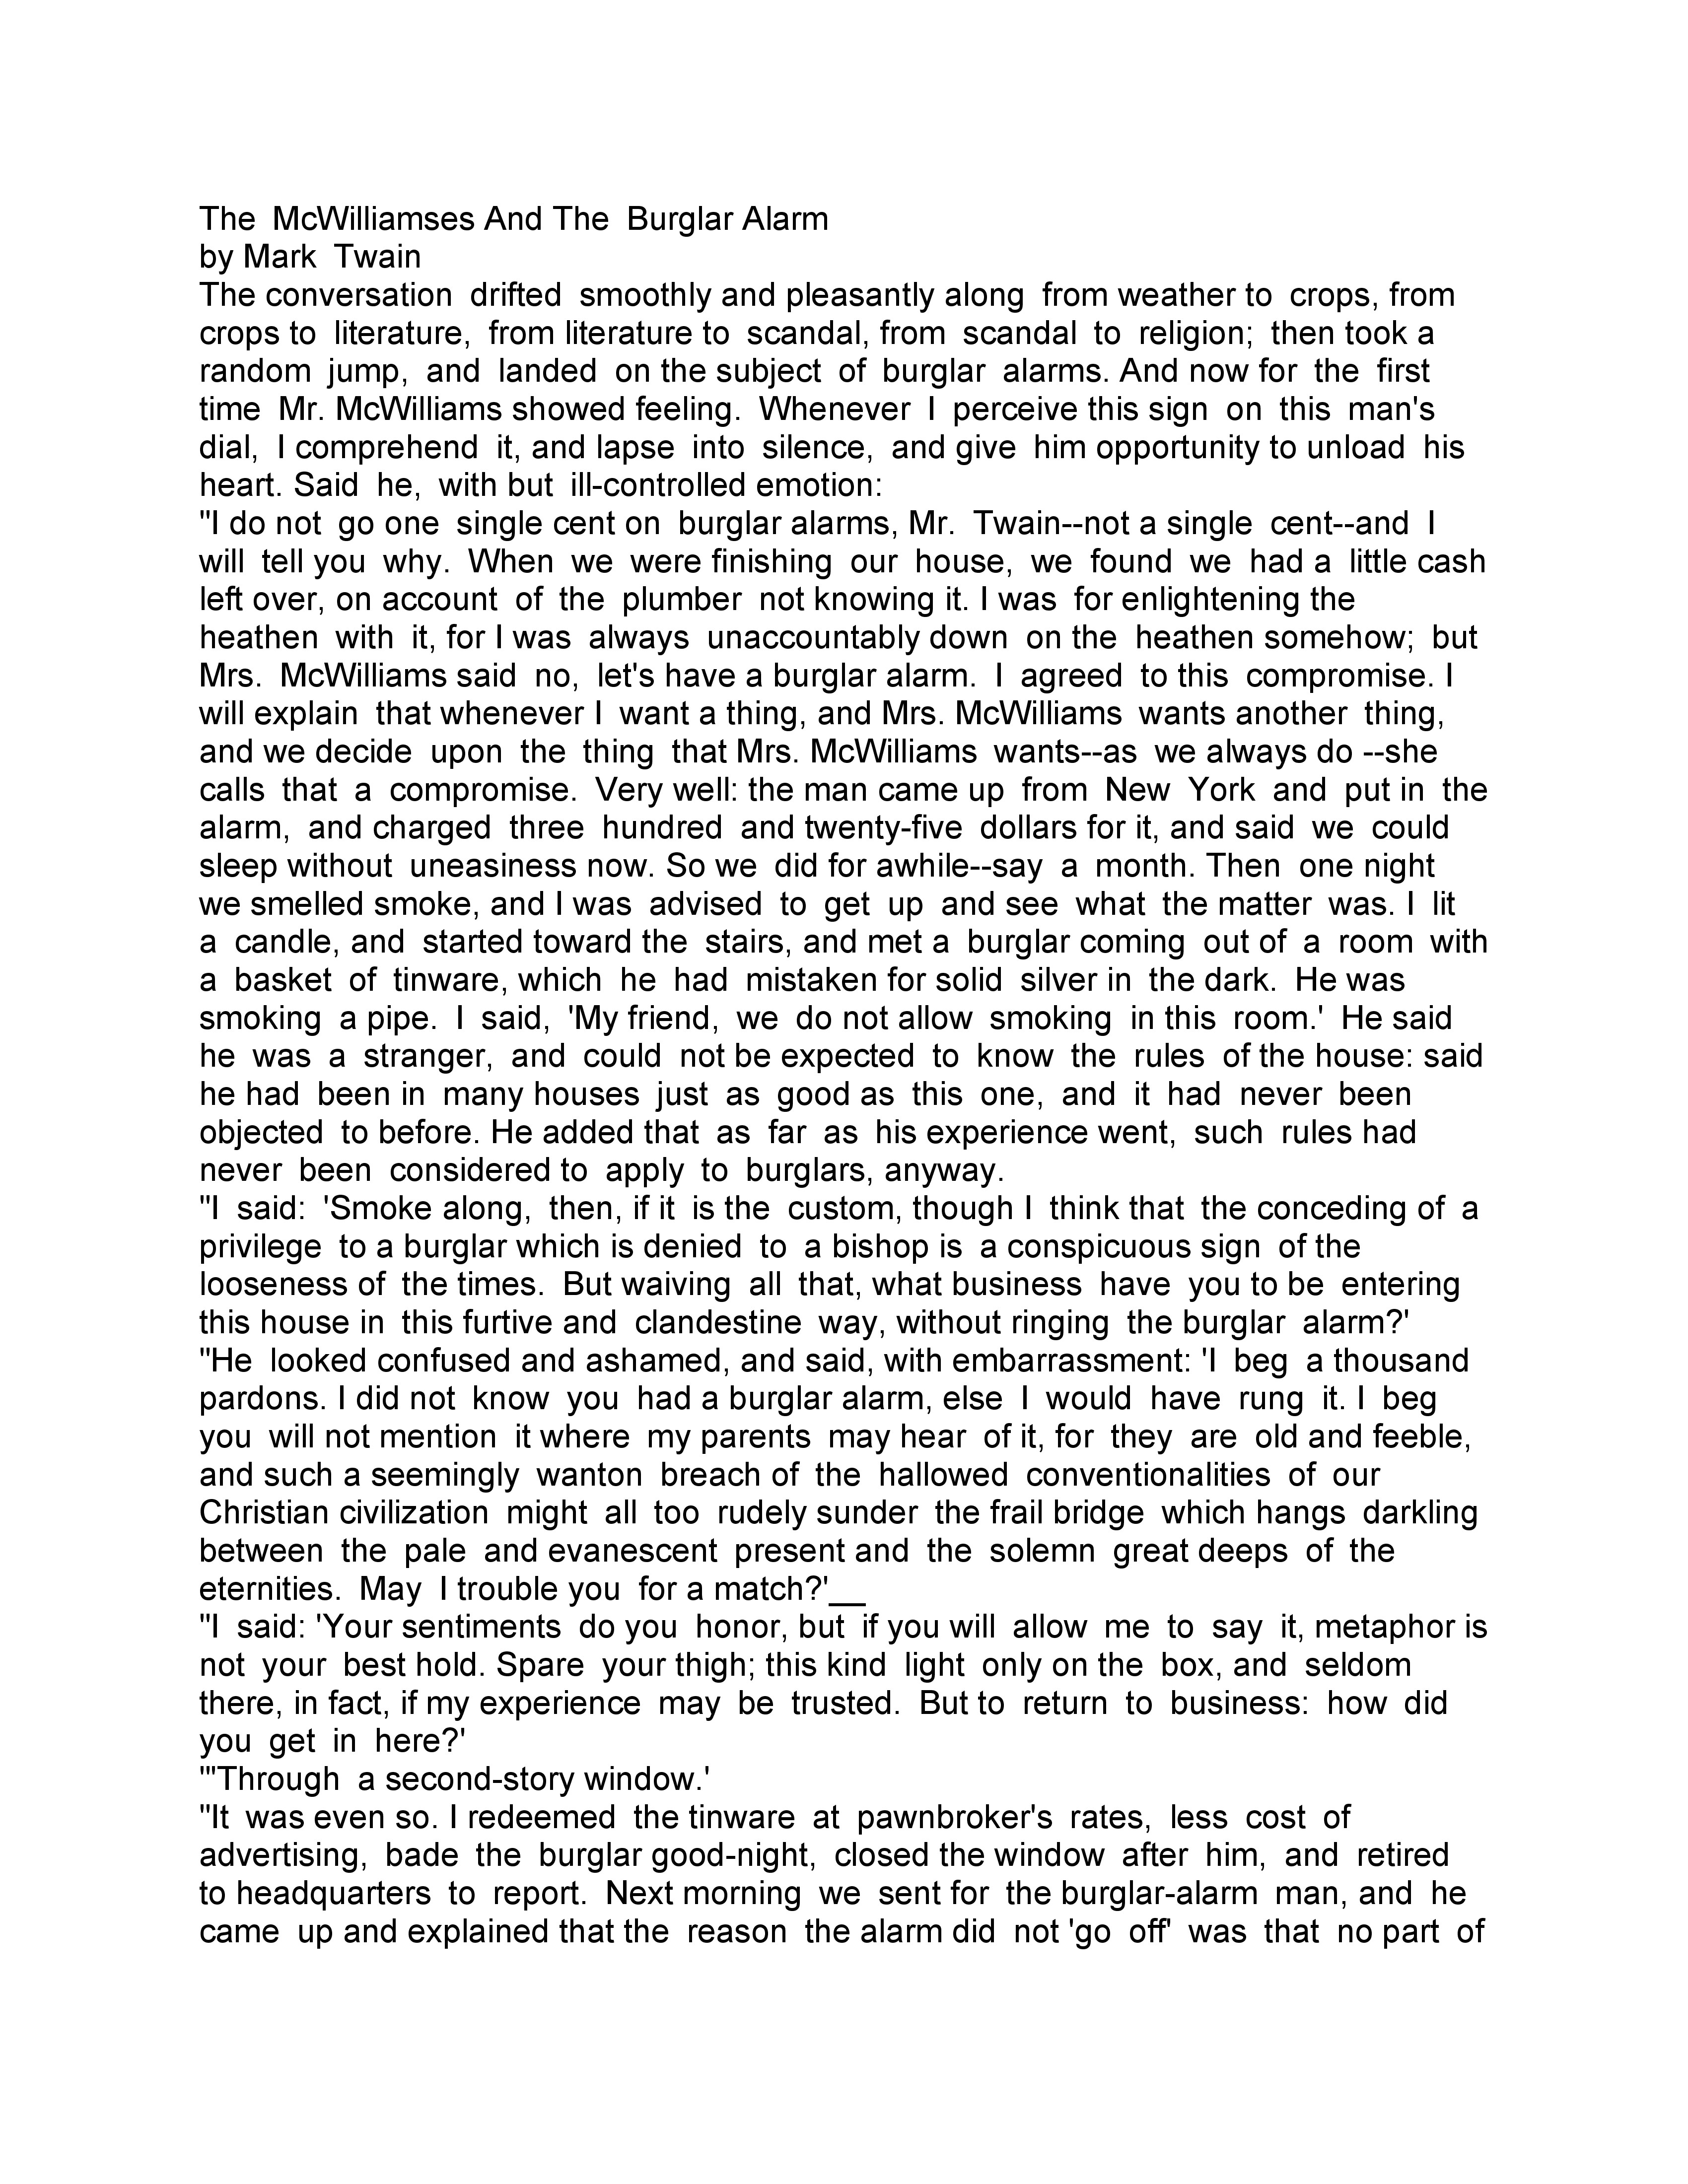 The McWilliamses And The Burglar Alarm
by Mark Twain
The conversation drifted smoothly and pleasantly along from weather to crops, from
crops to literature, from literature to scandal, from scandal to religion; then took a
random jump, and landed on the subject of burglar alarms. And now for the first
time Mr. McWilliams showed feeling. Whenever I perceive this sign on this man's
dial, I comprehend it, and lapse into silence, and give him opportunity to unload his
heart. Said he, with but ill-controlled emotion:
"I do not go one single cent on burglar alarms, Mr. Twain--not a single cent--and I
will tell you why. When we were finishing our house, we found we had a little cash
left over, on account of the plumber not knowing it. I was for enlightening the
heathen with it, for I was always unaccountably down on the heathen somehow; but
Mrs. McWilliams said no, let's have a burglar alarm. I agreed to this compromise. I
will explain that whenever I want a thing, and Mrs. McWilliams wants another thing,
and we decide upon the thing that Mrs. McWilliams wants--as we always do --she
calls that a compromise. Very well: the man came up from New York and put in the
alarm, and charged three hundred and twenty-five dollars for it, and said we could
sleep without uneasiness now. So we did for awhile--say a month. Then one night
we smelled smoke, and I was advised to get up and see what the matter was. I lit
a candle, and started toward the stairs, and met a burglar coming out of a room with
a basket of tinware, which he had mistaken for solid silver in the dark. He was
smoking a pipe. I said, 'My friend, we do not allow smoking in this room.' He said
he was a stranger, and could not be expected to know the rules of the house: said
he had been in many houses just as good as this one, and it had never been
objected to before. He added that as far as his experience went, such rules had
never been considered to apply to burglars, anyway.
"I said: 'Smoke along, then, if it is the custom, though I think that the conceding of a
privilege to a burglar which is denied to a bishop is a conspicuous sign of the
looseness of the times. But waiving all that, what business have you to be entering
this house in this furtive and clandestine way, without ringing the burglar alarm?'
"He looked confused and ashamed, and said, with embarrassment: 'I beg a thousand
pardons. I did not know you had a burglar alarm, else I would have rung it. I beg
you will not mention it where my parents may hear of it, for they are old and feeble,
and such a seemingly wanton breach of the hallowed conventionalities of our
Christian civilization might all too rudely sunder the frail bridge which hangs darkling
between the pale and evanescent present and the solemn great deeps of the
eternities. May I trouble you for a match?'__
"I said: 'Your sentiments do you honor, but if you will allow me to say it, metaphor is
not your best hold. Spare your thigh; this kind light only on the box, and seldom
there, in fact, if my experience may be trusted. But to return to business: how did
you get in here?'
"'Through a second-story window.'
"It was even so. I redeemed the tinware at pawnbroker's rates, less cost of
advertising, bade the burglar good-night, closed the window after him, and retired
to headquarters to report. Next morning we sent for the burglar-alarm man, and he
came up and explained that the reason the alarm did not 'go off' was that no part of